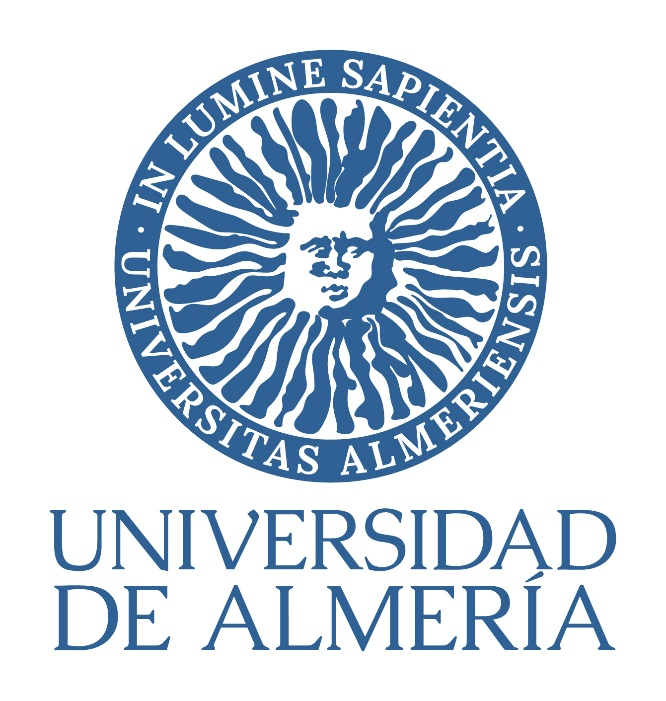 · IN LUMINE SAPIENTIA ·
UNIVERSITAS ALMERIENSIS
UNIVERSIDAD
DE ALMERÍA